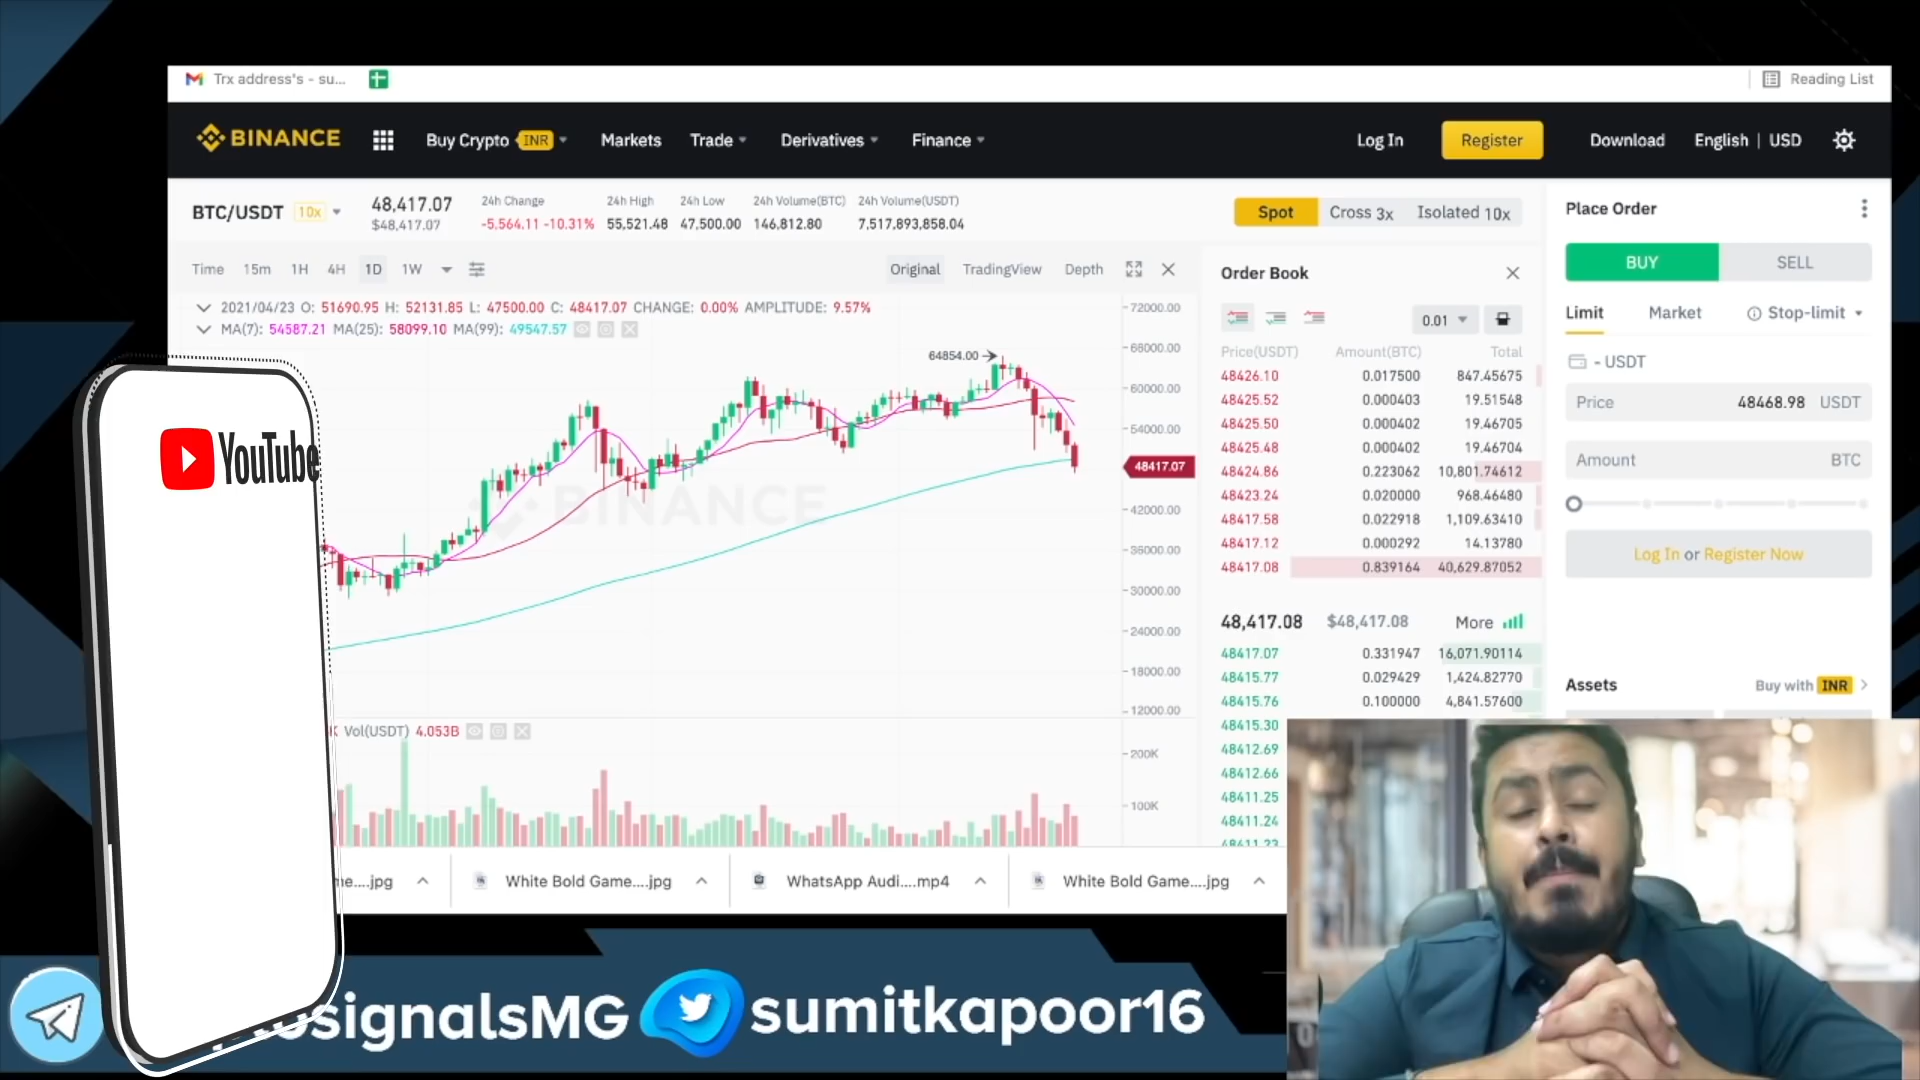 Trx address's - su...
Reading List
BINANCE
Buy Crypto INR
Markets
Trade
Derivatives
Finance
Log In
Register
Download
English | USD
BTC/USDT 10x
48,417.07
$48,417.07
24h Change
-5,564.11 -10.31%
24h High
55,521.48
24h Low
47,500.00
24h Volume(BTC)
146,812.80
24h Volume(USDT)
7,517,893,858.04
Spot
Cross 3x
Isolated 10x
Time 15m 1H 4H 1D 1W
Original TradingView Depth
2021/04/23 O: 51690.95 H: 52131.85 L: 47500.00 C: 48417.07 CHANGE: 0.00% AMPLITUDE: 9.57%
MA(7): 54587.21 MA(25): 58099.10 MA(99): 49547.57
64854.00
BINANCE
72000.00
66000.00
60000.00
54000.00
48417.07
42000.00
36000.00
30000.00
24000.00
18000.00
12000.00
K Vol(USDT) 4.053B
200K
100K
Order Book
0.01
Price(USDT) Amount(BTC) Total
48426.10 0.017500 847.45675
48425.52 0.000403 19.51548
48425.50 0.000402 19.46705
48425.48 0.000402 19.46704
48424.86 0.223062 10,801.74612
48423.24 0.020000 968.46480
48417.58 0.022918 1,109.63410
48417.12 0.000292 14.13780
48417.08 0.839164 40,629.87052
48,417.08 $48,417.08 More
48417.07 0.331947 16,071.90114
48415.77 0.029429 1,424.82770
48415.76 0.100000 4,841.57600
48415.30
48412.69
48412.66
48411.25
48411.24
48411.23
Place Order
BUY
SELL
Limit
Market
Stop-limit
- USDT
Price 48468.98 USDT
Amount BTC
Log In or Register Now
Assets
Buy with INR
YouTube
me....jpg
White Bold Game....jpg
WhatsApp Audi....mp4
White Bold Game....jpg
osignalsMG
sumitkapoor16